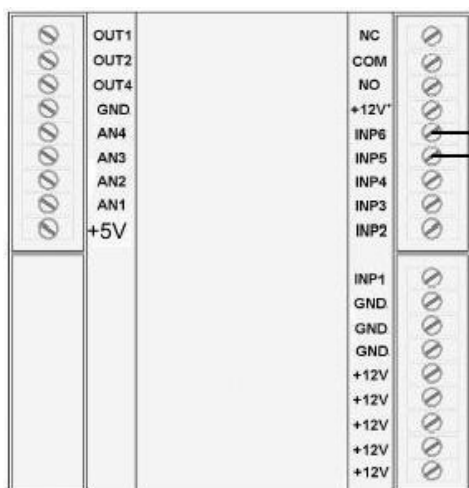 OUT1
OUT2
OUT4
GND
AN4
AN3
AN2
AN1
+5V
NC
COM
NO
+12V*
INP6
INP5
INP4
INP3
INP2
INP1
GND
GND
GND
+12V
+12V
+12V
+12V
+12V